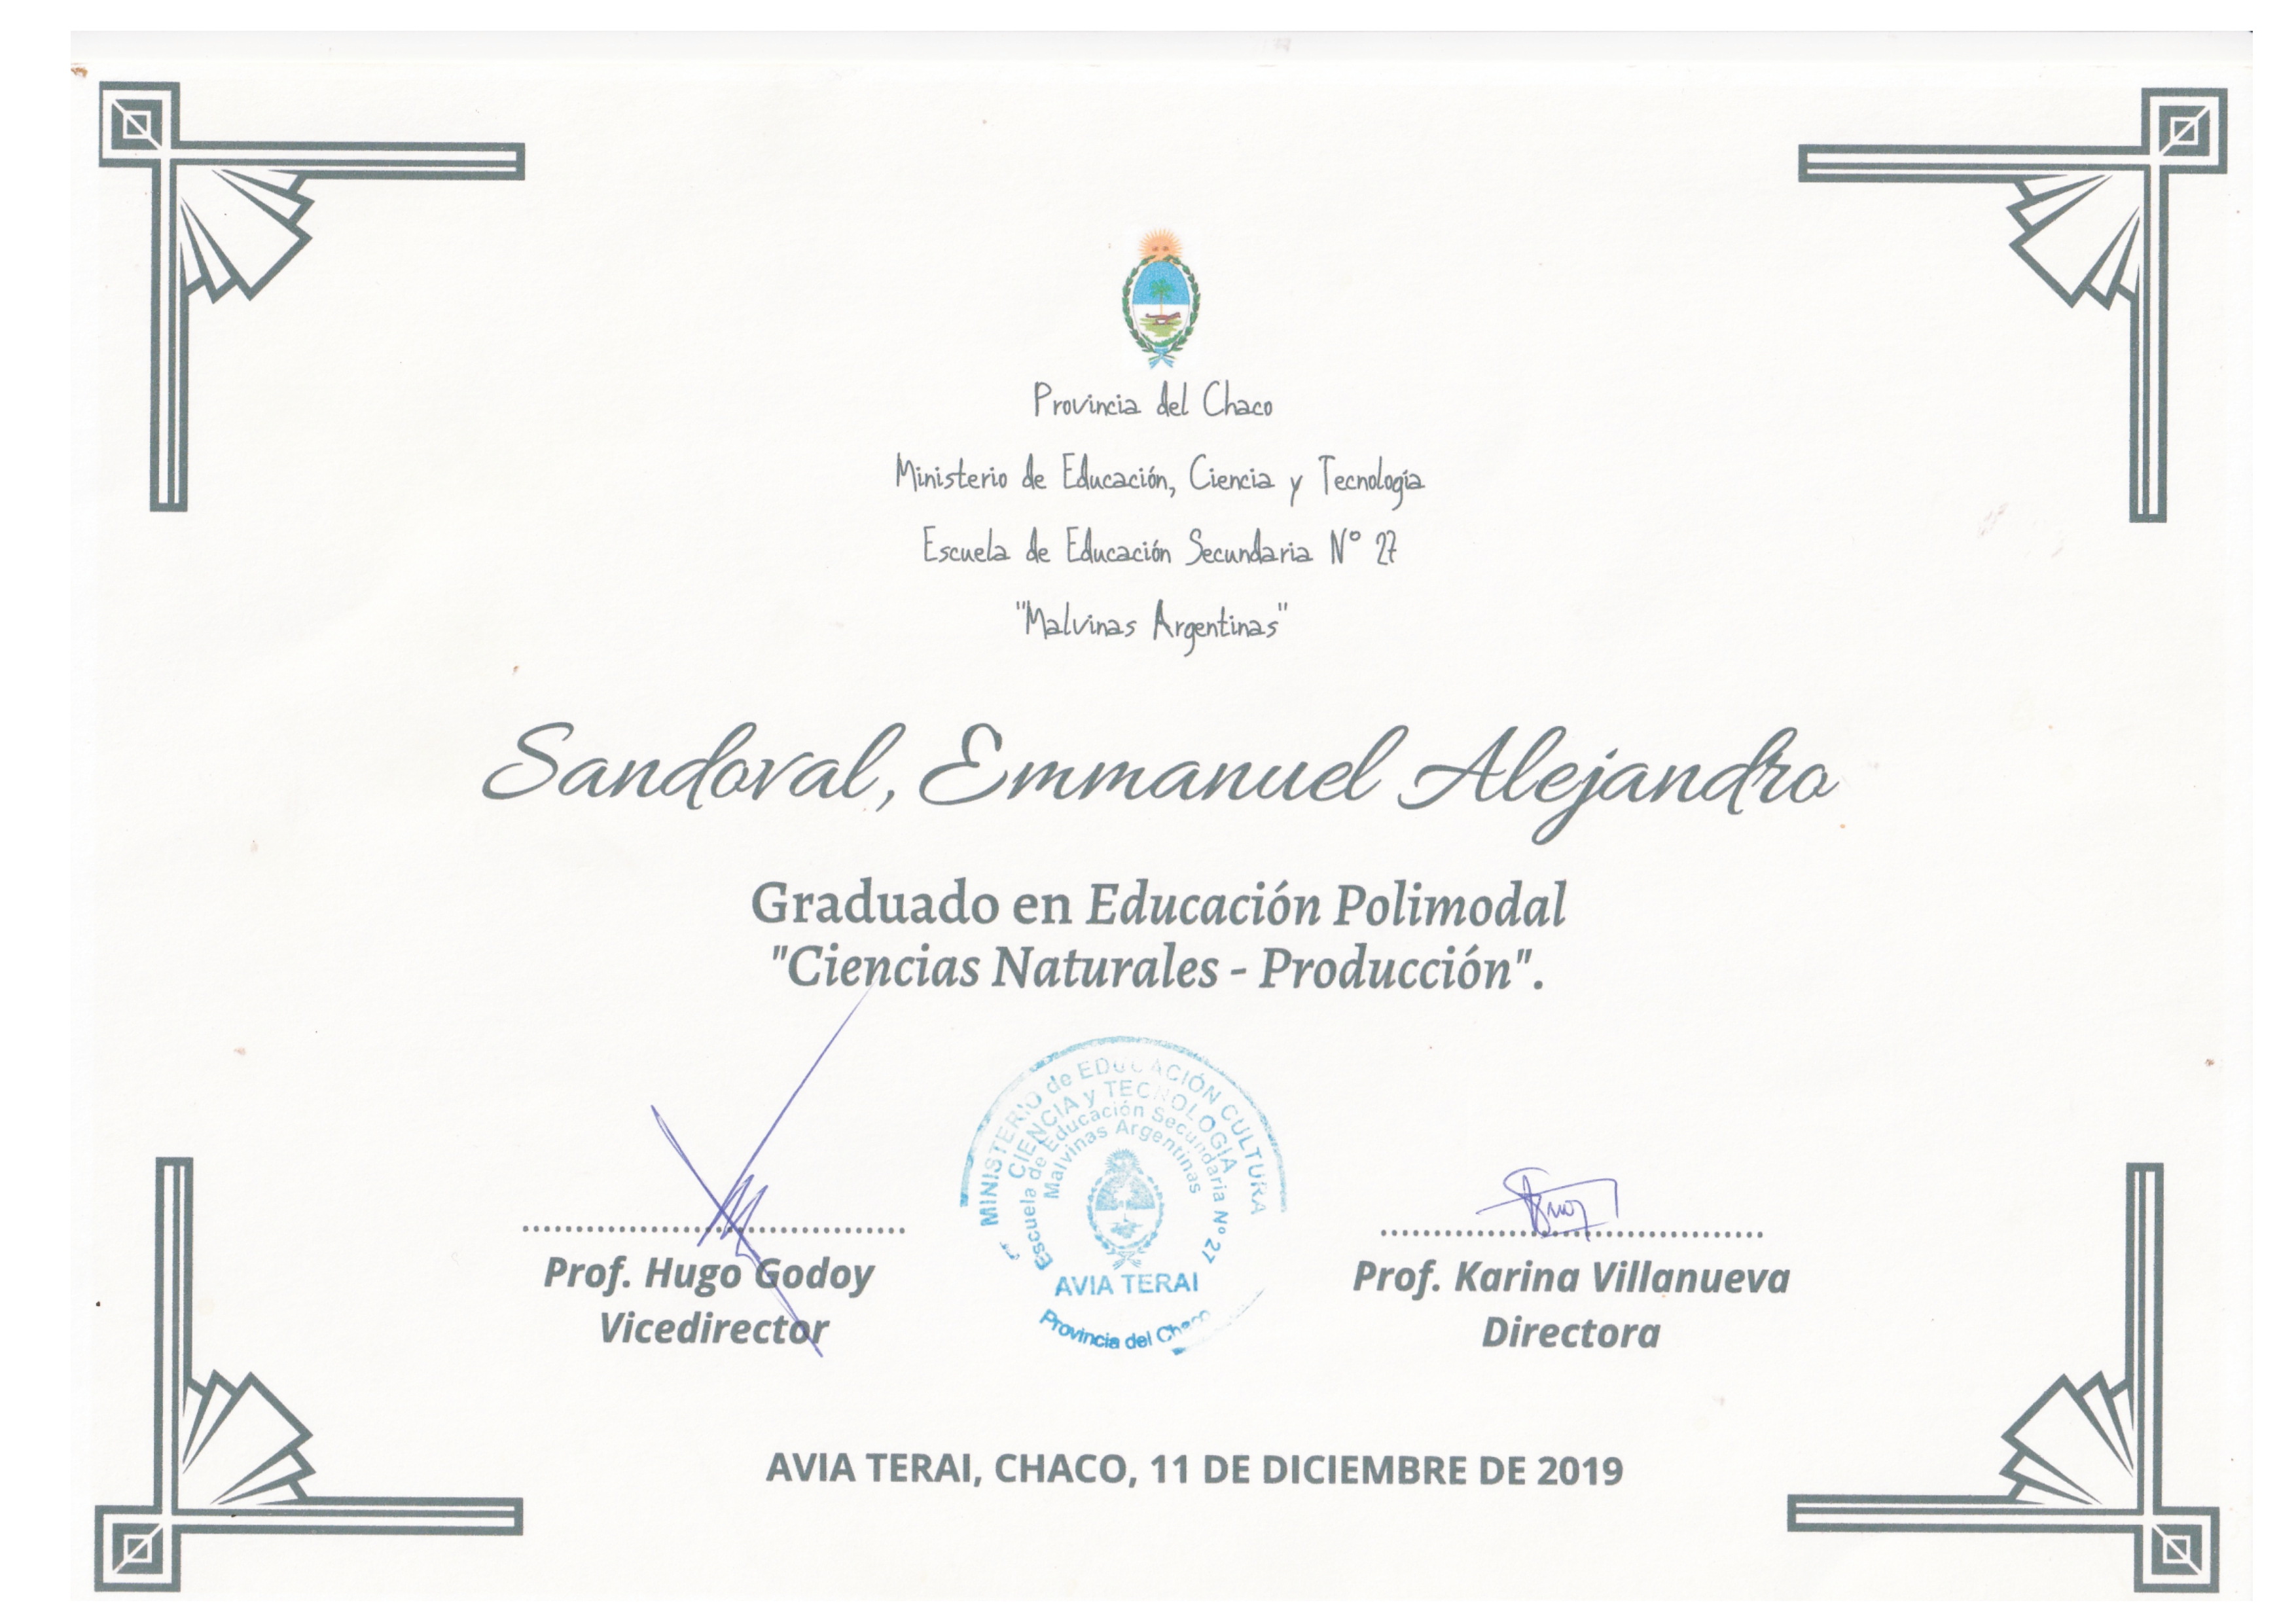 Provincia del Chaco
Ministerio de Educación, Ciencia y Tecnología
Escuela de Educación Secundaria N° 27
"Malvinas Argentinas"
Sandoval, Emmanuel Alejandro
Graduado en Educación Polimodal
"Ciencias Naturales - Producción".
MINISTERIO de EDUCACIÓN CULTURA
CIENCIA y TECNOLOGIA
Escuela de Educación Secundaria Nº 27
Malvinas Argentinas
AVIA TERAI
Provincia del Chaco
Prof. Hugo Godoy
Vicedirector
Prof. Karina Villanueva
Directora
AVIA TERAI, CHACO, 11 DE DICIEMBRE DE 2019